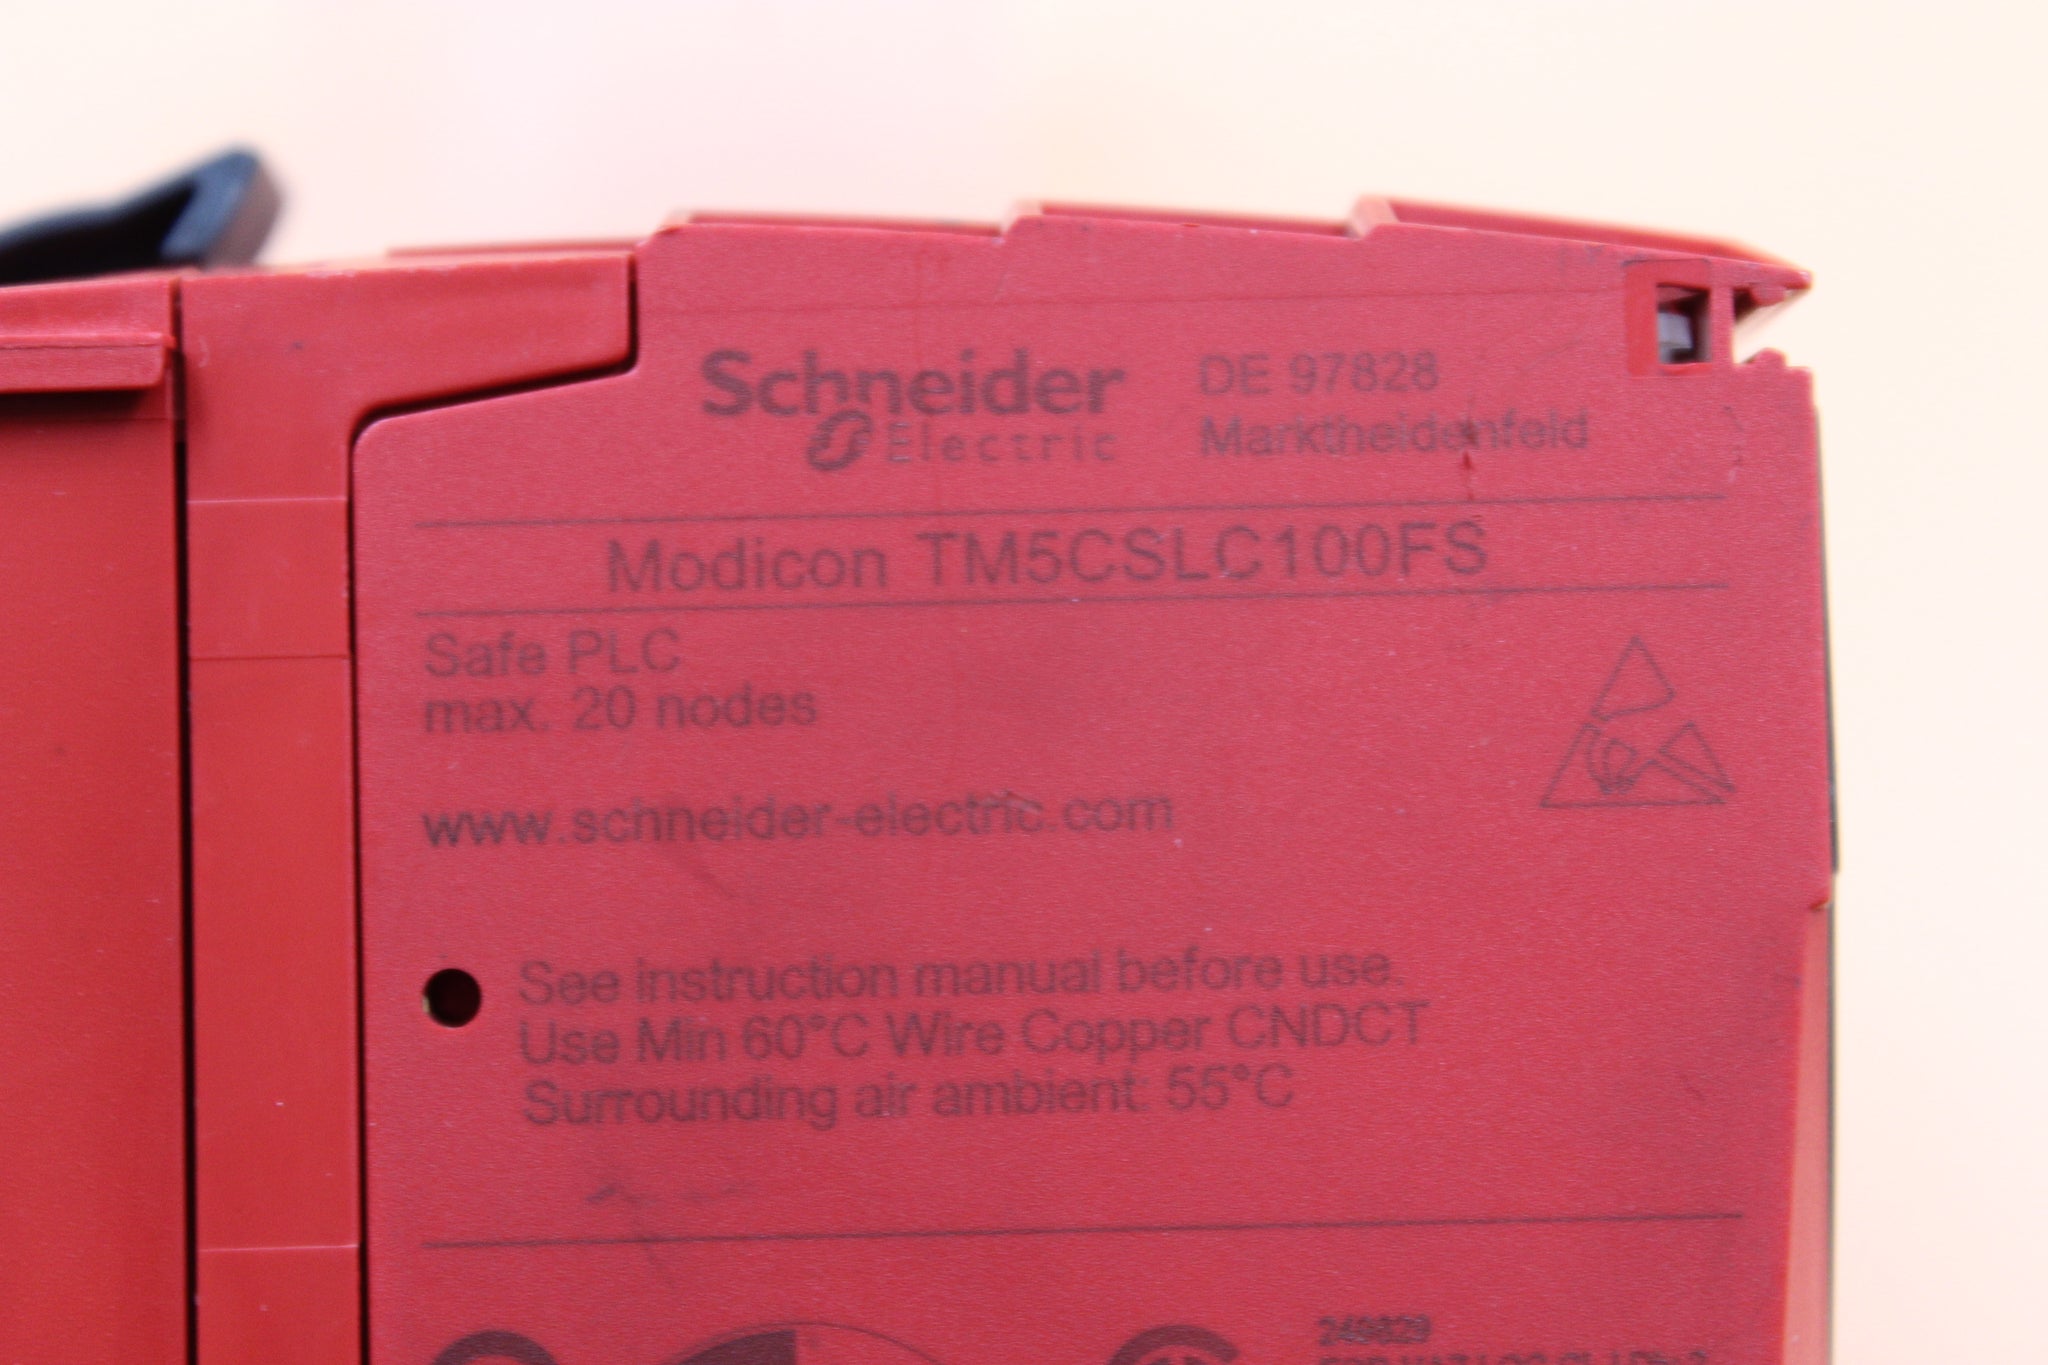 Schneider
Electric
DE 97828
Marktheidenfeld
Modicon TM5CSLC100FS
Safe PLC
max. 20 nodes
www.schneider-electric.com
See instruction manual before use.
Use Min 60°C Wire Copper CNDCT
Surrounding air ambient: 55°C